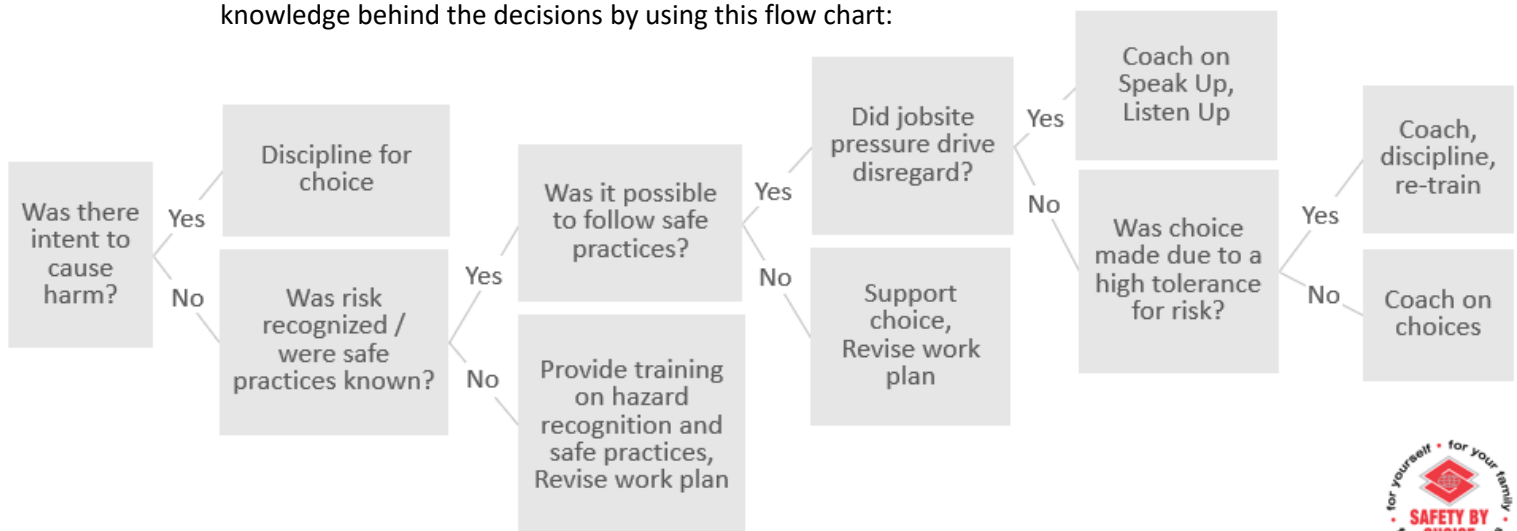 knowledge behind the decisions by using this flow chart:
Was there
intent to
cause
harm?
Yes
No
Discipline for
choice
Was risk
recognized /
were safe
practices known?
Yes
No
Was it possible
to follow safe
practices?
Provide training
on hazard
recognition and
safe practices,
Revise work plan
Yes
No
Did jobsite
pressure drive
disregard?
Support
choice,
Revise work
plan
Yes
No
Coach on
Speak Up,
Listen Up
Was choice
made due to a
high tolerance
for risk?
Yes
No
Coach,
discipline,
re-train
Coach on
choices
for yourself • for your family
SAFETY BY